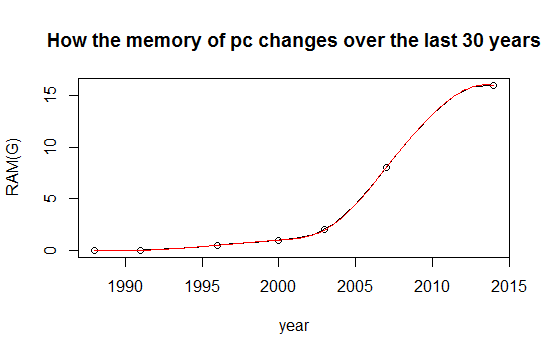 How the memory of pc changes over the last 30 years
RAM(G)
15
10
5
0
1990 1995 2000 2005 2010 2015
year